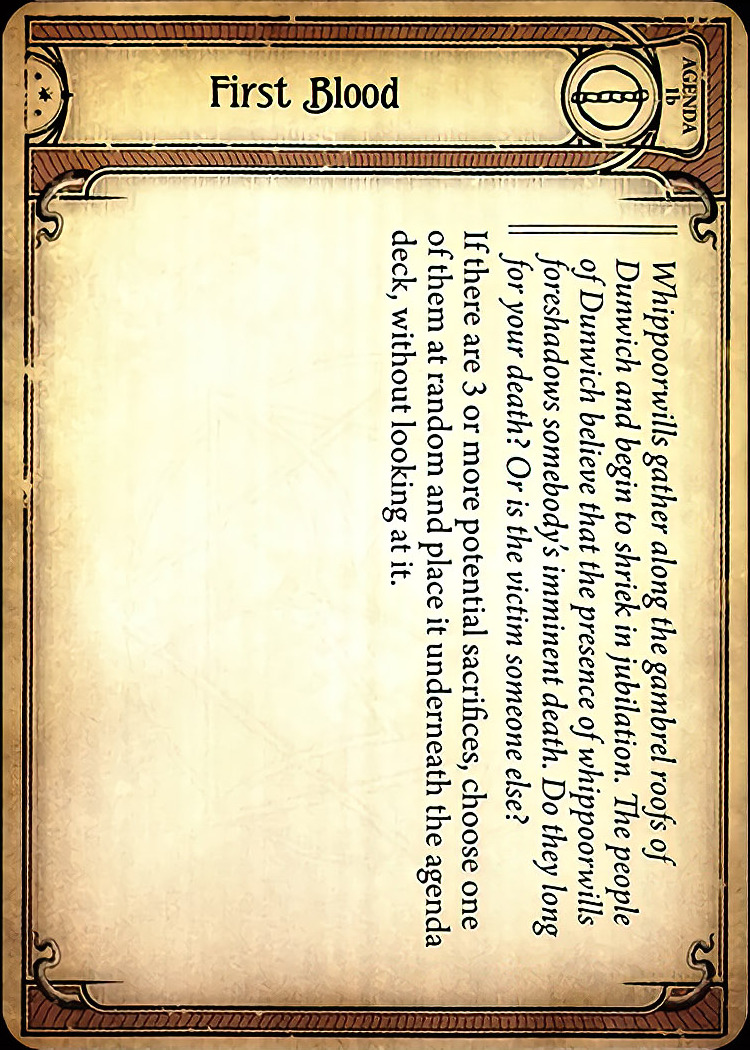 AGENDA
1b
First Blood
Whippoorwills gather along the gambrel roofs of
Dunwich and begin to shriek in jubilation. The people
of Dunwich believe that the presence of whippoorwills
foreshadows somebody's imminent death. Do they long
for your death? Or is the victim someone else?
If there are 3 or more potential sacrifices, choose one
of them at random and place it underneath the agenda
deck, without looking at it.